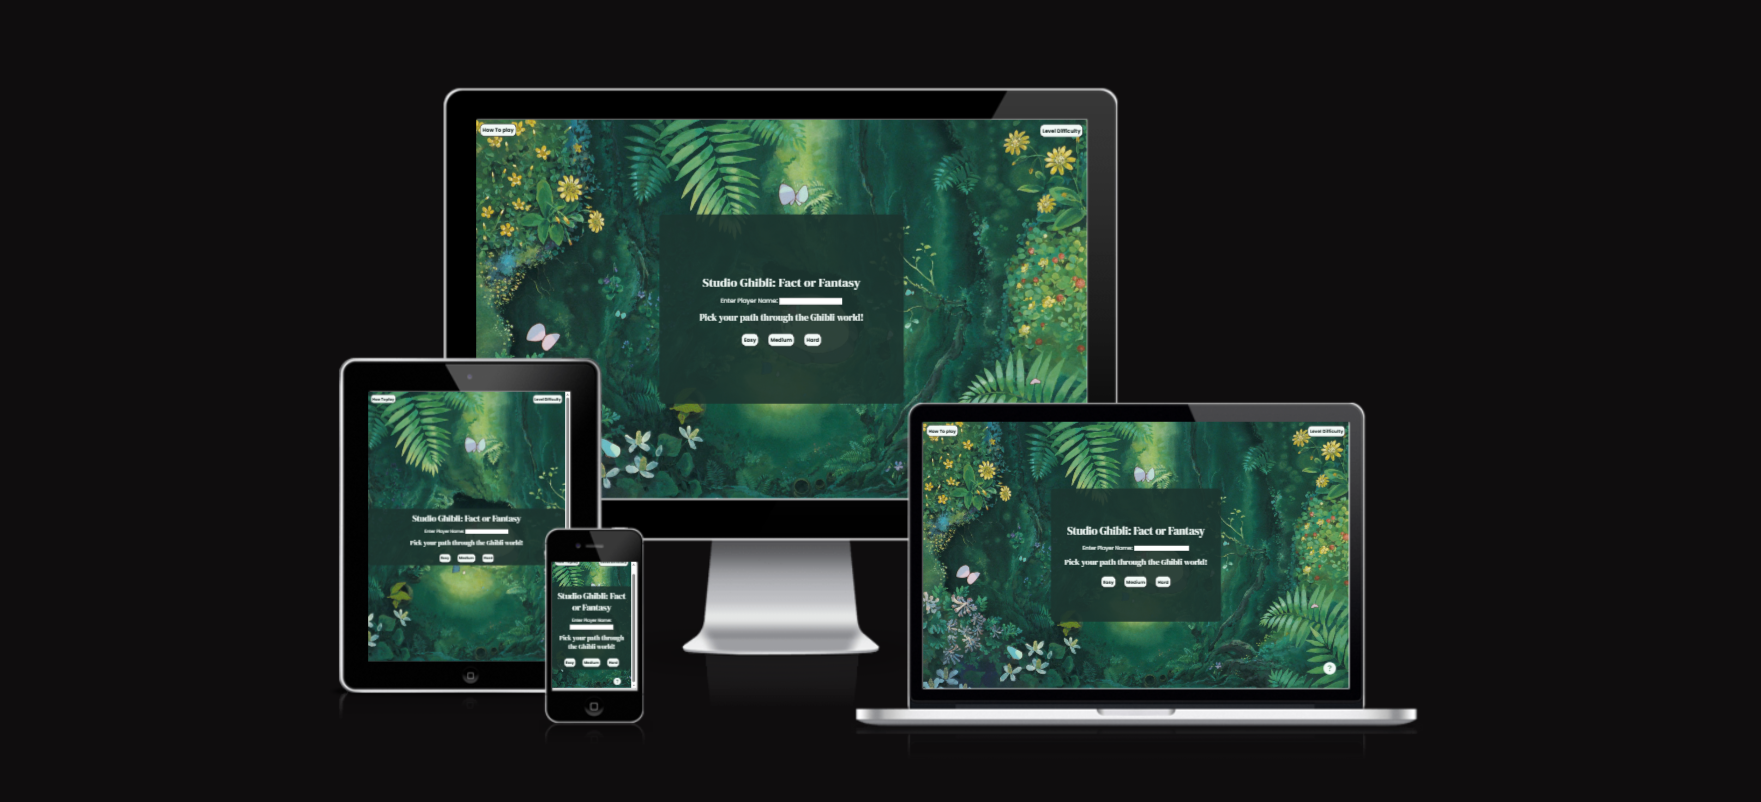 How To play
Level Difficulty
Studio Ghibli: Fact or Fantasy
Enter Player Name:
Pick your path through the Ghibli world!
Easy Medium Hard
How To play
Level Difficulty
Studio Ghibli: Fact or Fantasy
Enter Player Name:
Pick your path through the Ghibli world!
Easy Medium Hard
Studio Ghibli: Fact
or Fantasy
Enter Player Name:
Pick your path through
the Ghibli world!
Easy Medium Hard
?
How To play
Level Difficulty
Studio Ghibli: Fact or Fantasy
Enter Player Name:
Pick your path through the Ghibli world!
Easy Medium Hard
?